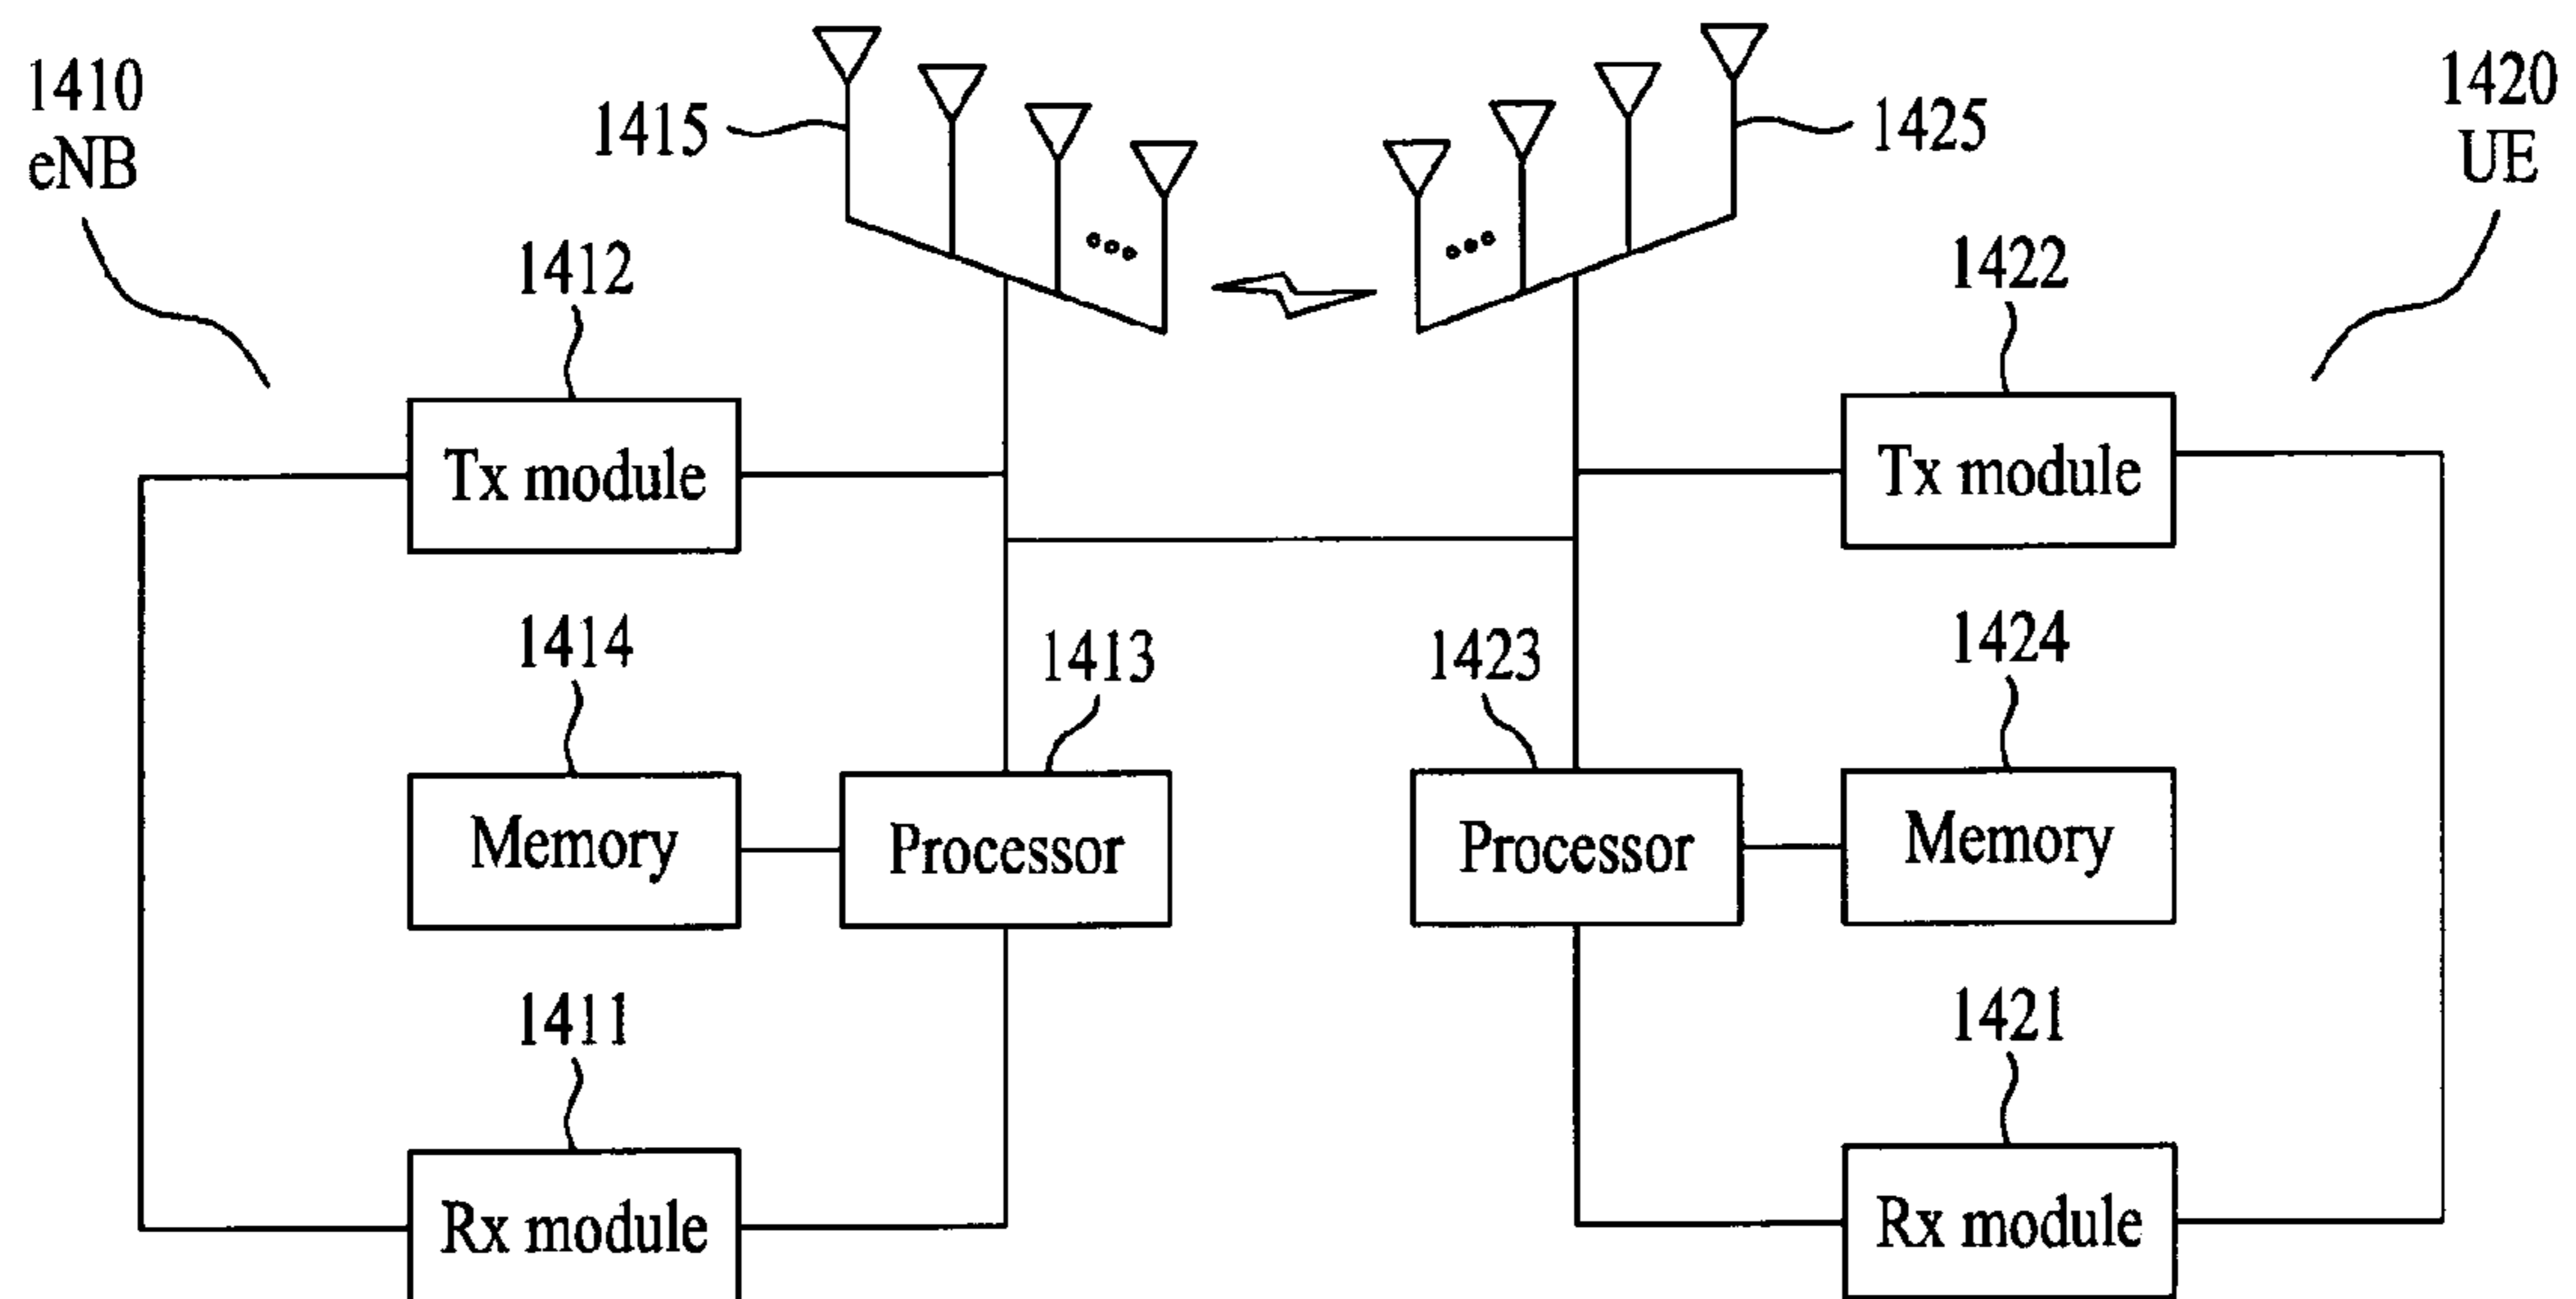 1410
eNB
1415
1425
1420
UE
1412
1422
Tx module
Tx module
1414
1413
1423
1424
Memory
Processor
Processor
Memory
1411
1421
Rx module
Rx module